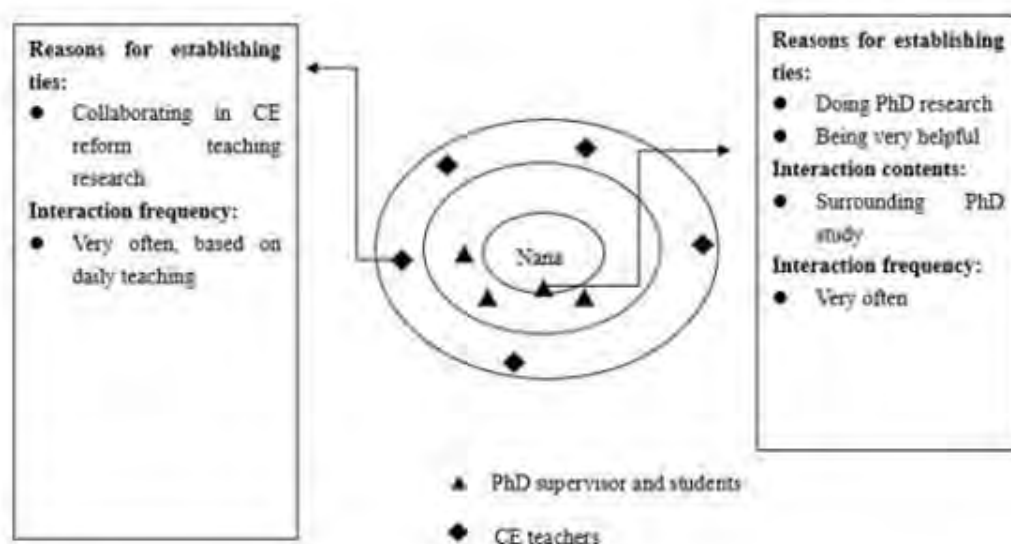 Reasons for establishing
ties:
● Collaborating in CE
reform teaching
research
Interaction frequency:
● Very often, based on
daily teaching
Nana
Reasons for establishing
ties:
● Doing PhD research
● Being very helpful
Interaction contents:
● Surrounding PhD
study
Interaction frequency:
● Very often
▲ PhD supervisor and students
◆ CE teachers